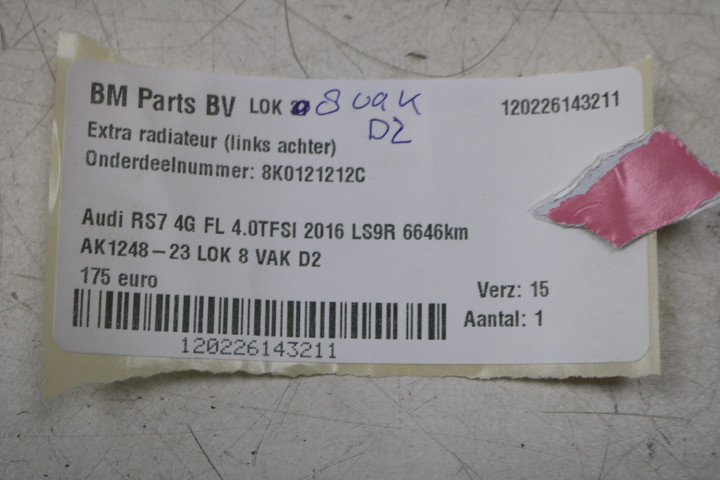 BM Parts BV LOK 8 VAK
D2
120226143211
Extra radiateur (links achter)
Onderdeelnummer: 8K0121212C
Audi RS7 4G FL 4.0TFSI 2016 LS9R 6646km
AK1248-23 LOK 8 VAK D2
175 euro
Verz: 15
Aantal: 1
120226143211